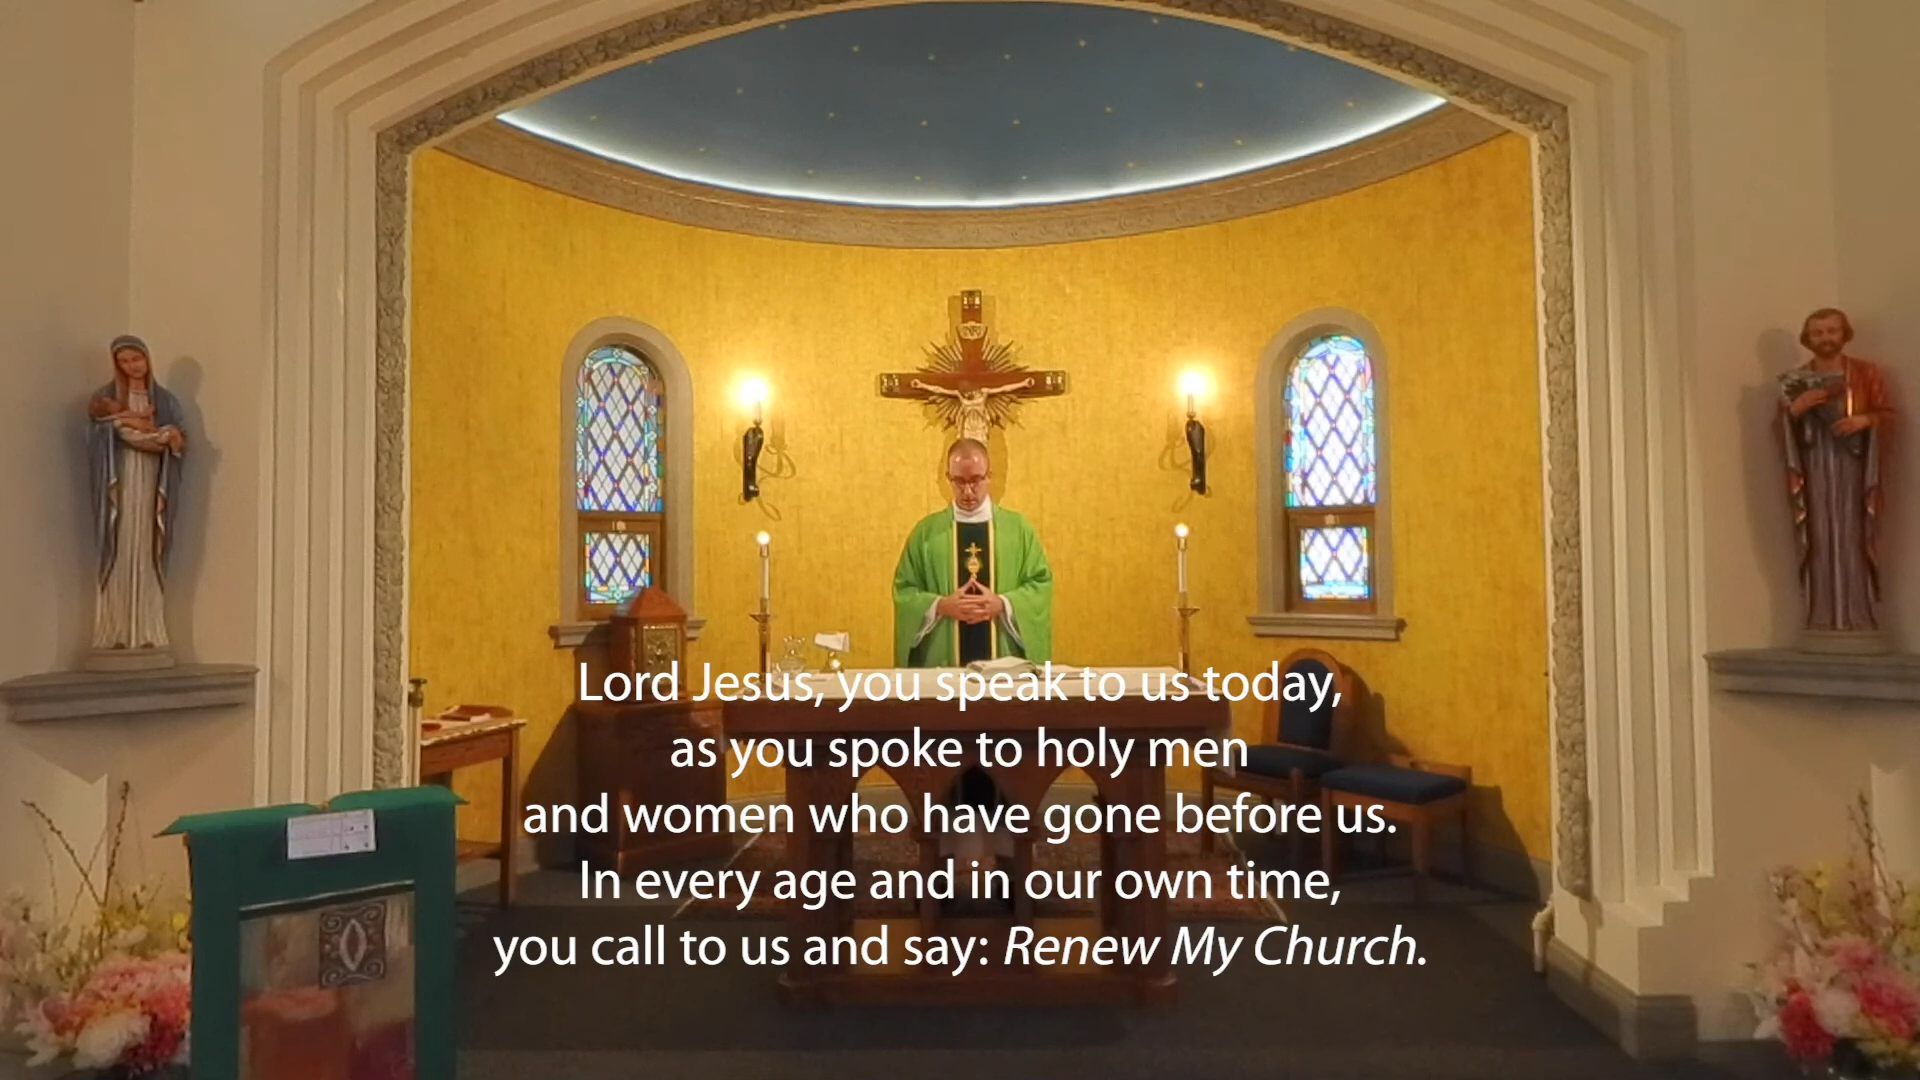 INRI
Lord Jesus, you speak to us today,
as you spoke to holy men
and women who have gone before us.
In every age and in our own time,
you call to us and say: Renew My Church.